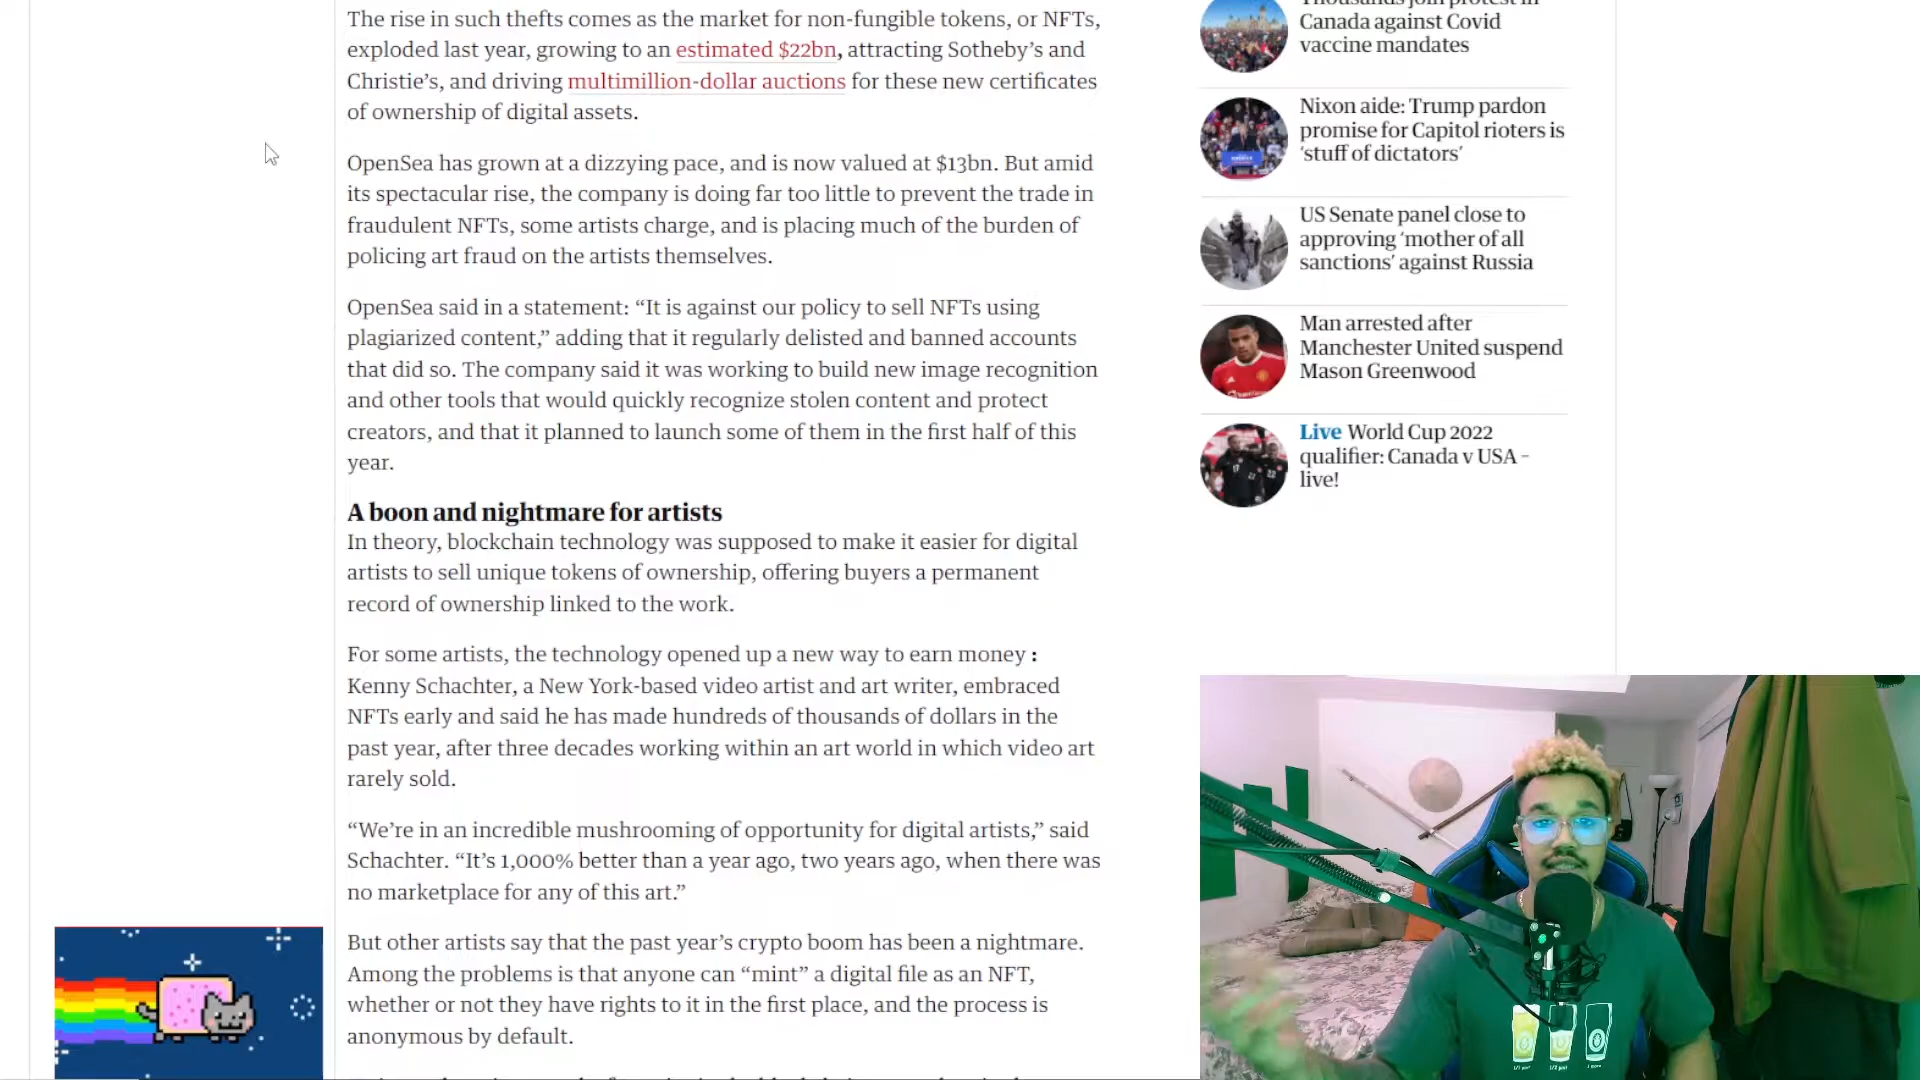 The rise in such thefts comes as the market for non-fungible tokens, or NFTs,
exploded last year, growing to an estimated $22bn, attracting Sotheby’s and
Christie’s, and driving multimillion-dollar auctions for these new certificates
of ownership of digital assets.
OpenSea has grown at a dizzying pace, and is now valued at $13bn. But amid
its spectacular rise, the company is doing far too little to prevent the trade in
fraudulent NFTs, some artists charge, and is placing much of the burden of
policing art fraud on the artists themselves.
OpenSea said in a statement: “It is against our policy to sell NFTs using
plagiarized content,” adding that it regularly delisted and banned accounts
that did so. The company said it was working to build new image recognition
and other tools that would quickly recognize stolen content and protect
creators, and that it planned to launch some of them in the first half of this
year.
A boon and nightmare for artists
In theory, blockchain technology was supposed to make it easier for digital
artists to sell unique tokens of ownership, offering buyers a permanent
record of ownership linked to the work.
For some artists, the technology opened up a new way to earn money :
Kenny Schachter, a New York-based video artist and art writer, embraced
NFTs early and said he has made hundreds of thousands of dollars in the
past year, after three decades working within an art world in which video art
rarely sold.
“We’re in an incredible mushrooming of opportunity for digital artists,” said
Schachter. “It’s 1,000% better than a year ago, two years ago, when there was
no marketplace for any of this art.”
But other artists say that the past year’s crypto boom has been a nightmare.
Among the problems is that anyone can “mint” a digital file as an NFT,
whether or not they have rights to it in the first place, and the process is
anonymous by default.
Thousands join protest in
Canada against Covid
vaccine mandates
Nixon aide: Trump pardon
promise for Capitol rioters is
‘stuff of dictators’
US Senate panel close to
approving ‘mother of all
sanctions’ against Russia
Man arrested after
Manchester United suspend
Mason Greenwood
Live World Cup 2022
qualifier: Canada v USA –
live!